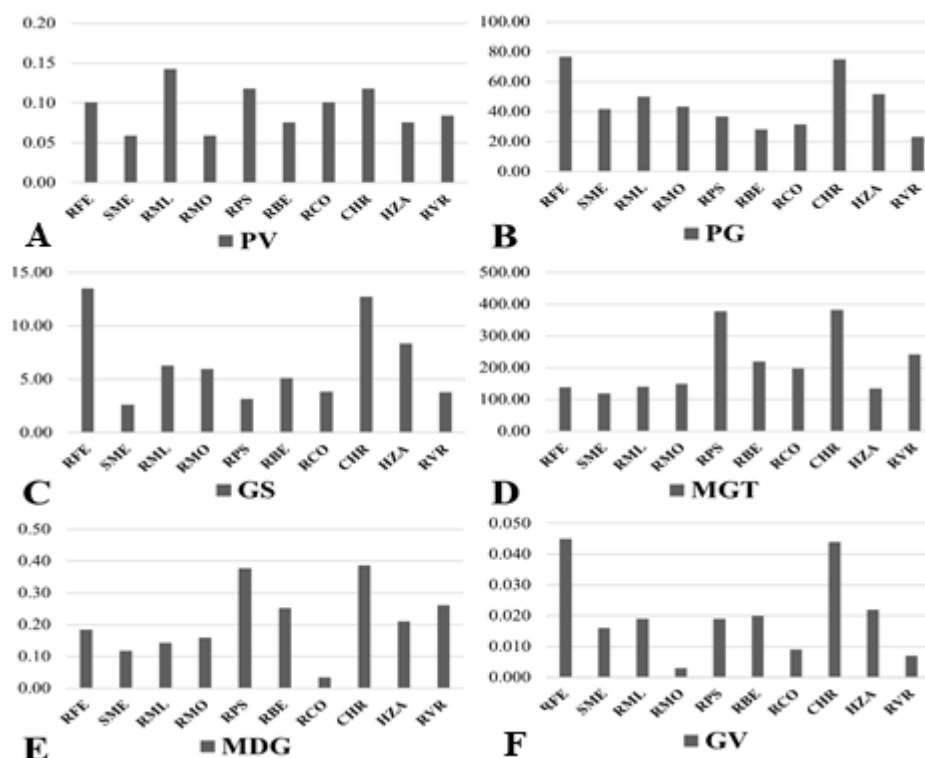 0.20
0.15
0.10
0.05
0.00
RFE SME RML RMO RPS RBE RCO CHR HZA RVR
A PV
100.00
80.00
60.00
40.00
20.00
00.00
RFE SME RML RMO RPS RBE RCO CHR HZA RVR
B PG
15.00
10.00
5.00
0.00
RFE SME RML RMO RPS RBE RCO CHR HZA RVR
C GS
500.00
400.00
300.00
200.00
100.00
00.00
RFE SME RML RMO RPS RBE RCO CHR HZA RVR
D MGT
0.50
0.40
0.30
0.20
0.10
0.00
RFE SME RML RMO RPS RBE RCO CHR HZA RVR
E MDG
0.050
0.040
0.030
0.020
0.010
0.000
RFE SME RML RMO RPS RBE RCO CHR HZA RVR
F GV